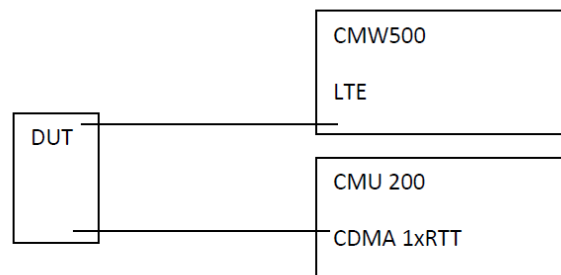 CMW500
LTE
DUT
CMU 200
CDMA 1xRTT